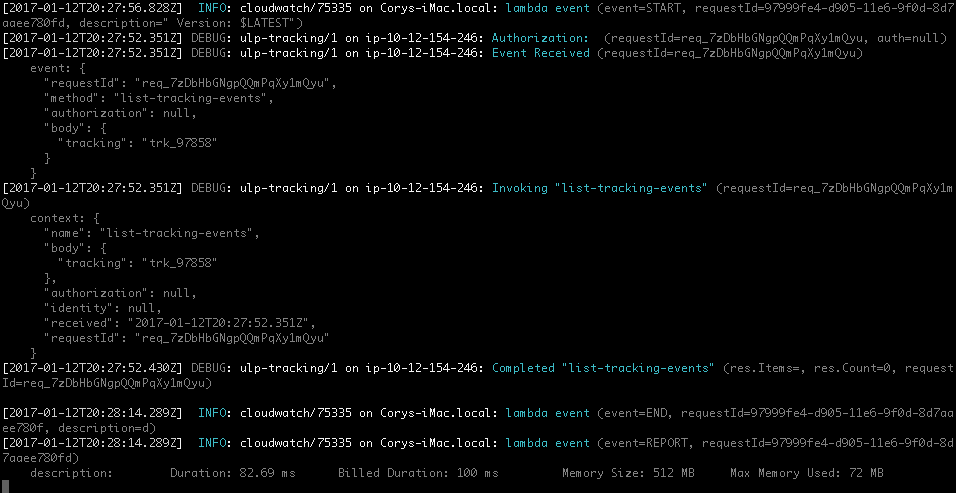 [2017-01-12T20:27:56.828Z]  INFO: cloudwatch/75335 on Corys-iMac.local: lambda event (event=START, requestId=97999fe4-d905-11e6-9f0d-8d7
aaee780fd, description=" Version: $LATEST")
[2017-01-12T20:27:52.351Z] DEBUG: ulp-tracking/1 on ip-10-12-154-246: Authorization:  (requestId=req_7zDbHbGNgpQQmPqXy1mQyu, auth=null)
[2017-01-12T20:27:52.351Z] DEBUG: ulp-tracking/1 on ip-10-12-154-246: Event Received (requestId=req_7zDbHbGNgpQQmPqXy1mQyu)
    event: {
      "requestId": "req_7zDbHbGNgpQQmPqXy1mQyu",
      "method": "list-tracking-events",
      "authorization": null,
      "body": {
        "tracking": "trk_97858"
      }
    }
[2017-01-12T20:27:52.351Z] DEBUG: ulp-tracking/1 on ip-10-12-154-246: Invoking "list-tracking-events" (requestId=req_7zDbHbGNgpQQmPqXy1m
Qyu)
    context: {
      "name": "list-tracking-events",
      "body": {
        "tracking": "trk_97858"
      },
      "authorization": null,
      "identity": null,
      "received": "2017-01-12T20:27:52.351Z",
      "requestId": "req_7zDbHbGNgpQQmPqXy1mQyu"
    }
[2017-01-12T20:27:52.430Z] DEBUG: ulp-tracking/1 on ip-10-12-154-246: Completed "list-tracking-events" (res.Items=, res.Count=0, request
Id=req_7zDbHbGNgpQQmPqXy1mQyu)

[2017-01-12T20:28:14.289Z]  INFO: cloudwatch/75335 on Corys-iMac.local: lambda event (event=END, requestId=97999fe4-d905-11e6-9f0d-8d7aa
ee780f, description=d)
[2017-01-12T20:28:14.289Z]  INFO: cloudwatch/75335 on Corys-iMac.local: lambda event (event=REPORT, requestId=97999fe4-d905-11e6-9f0d-8d
7aaee780fd)
    description:        Duration: 82.69 ms      Billed Duration: 100 ms         Memory Size: 512 MB     Max Memory Used: 72 MB